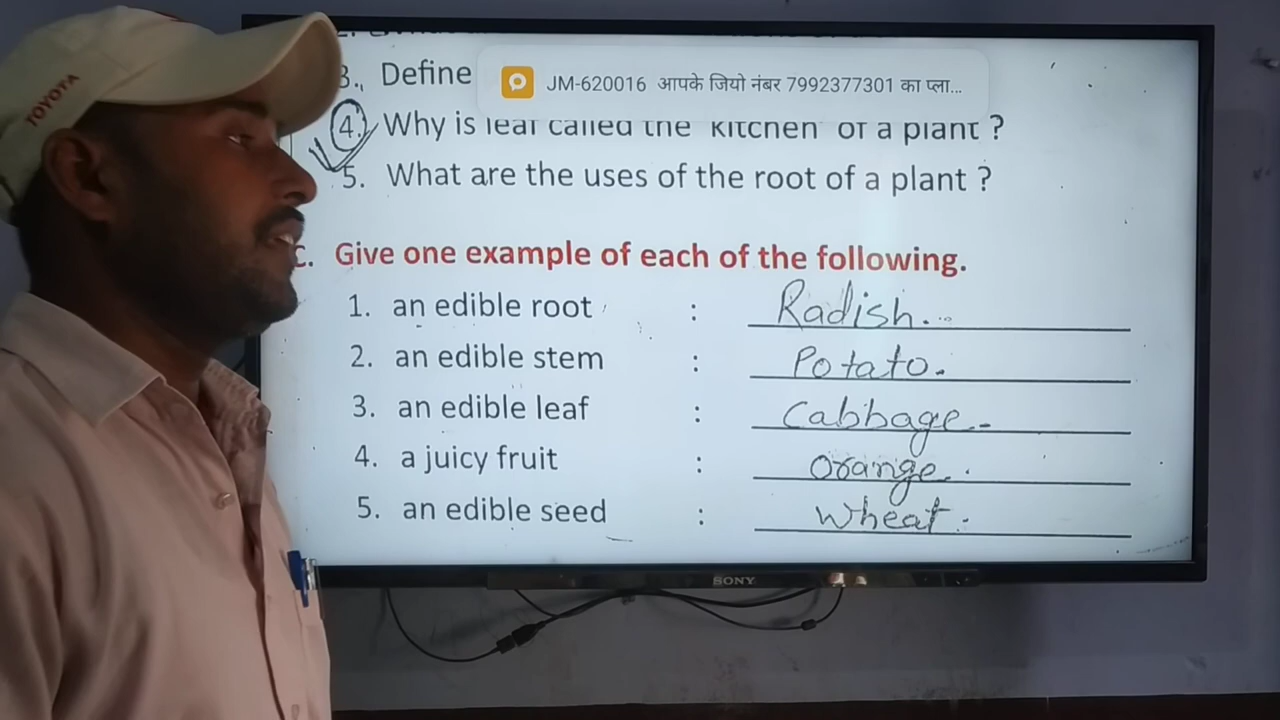 TOYOTA
3. Define
JM-620016 आपके जियो नंबर 7992377301 का प्ला...
4. Why is leaf called the 'kitchen' of a plant ?
5. What are the uses of the root of a plant ?
C. Give one example of each of the following.
1. an edible root : Radish.
2. an edible stem : Potato.
3. an edible leaf : Cabbage.
4. a juicy fruit : Orange.
5. an edible seed : Wheat.
SONY